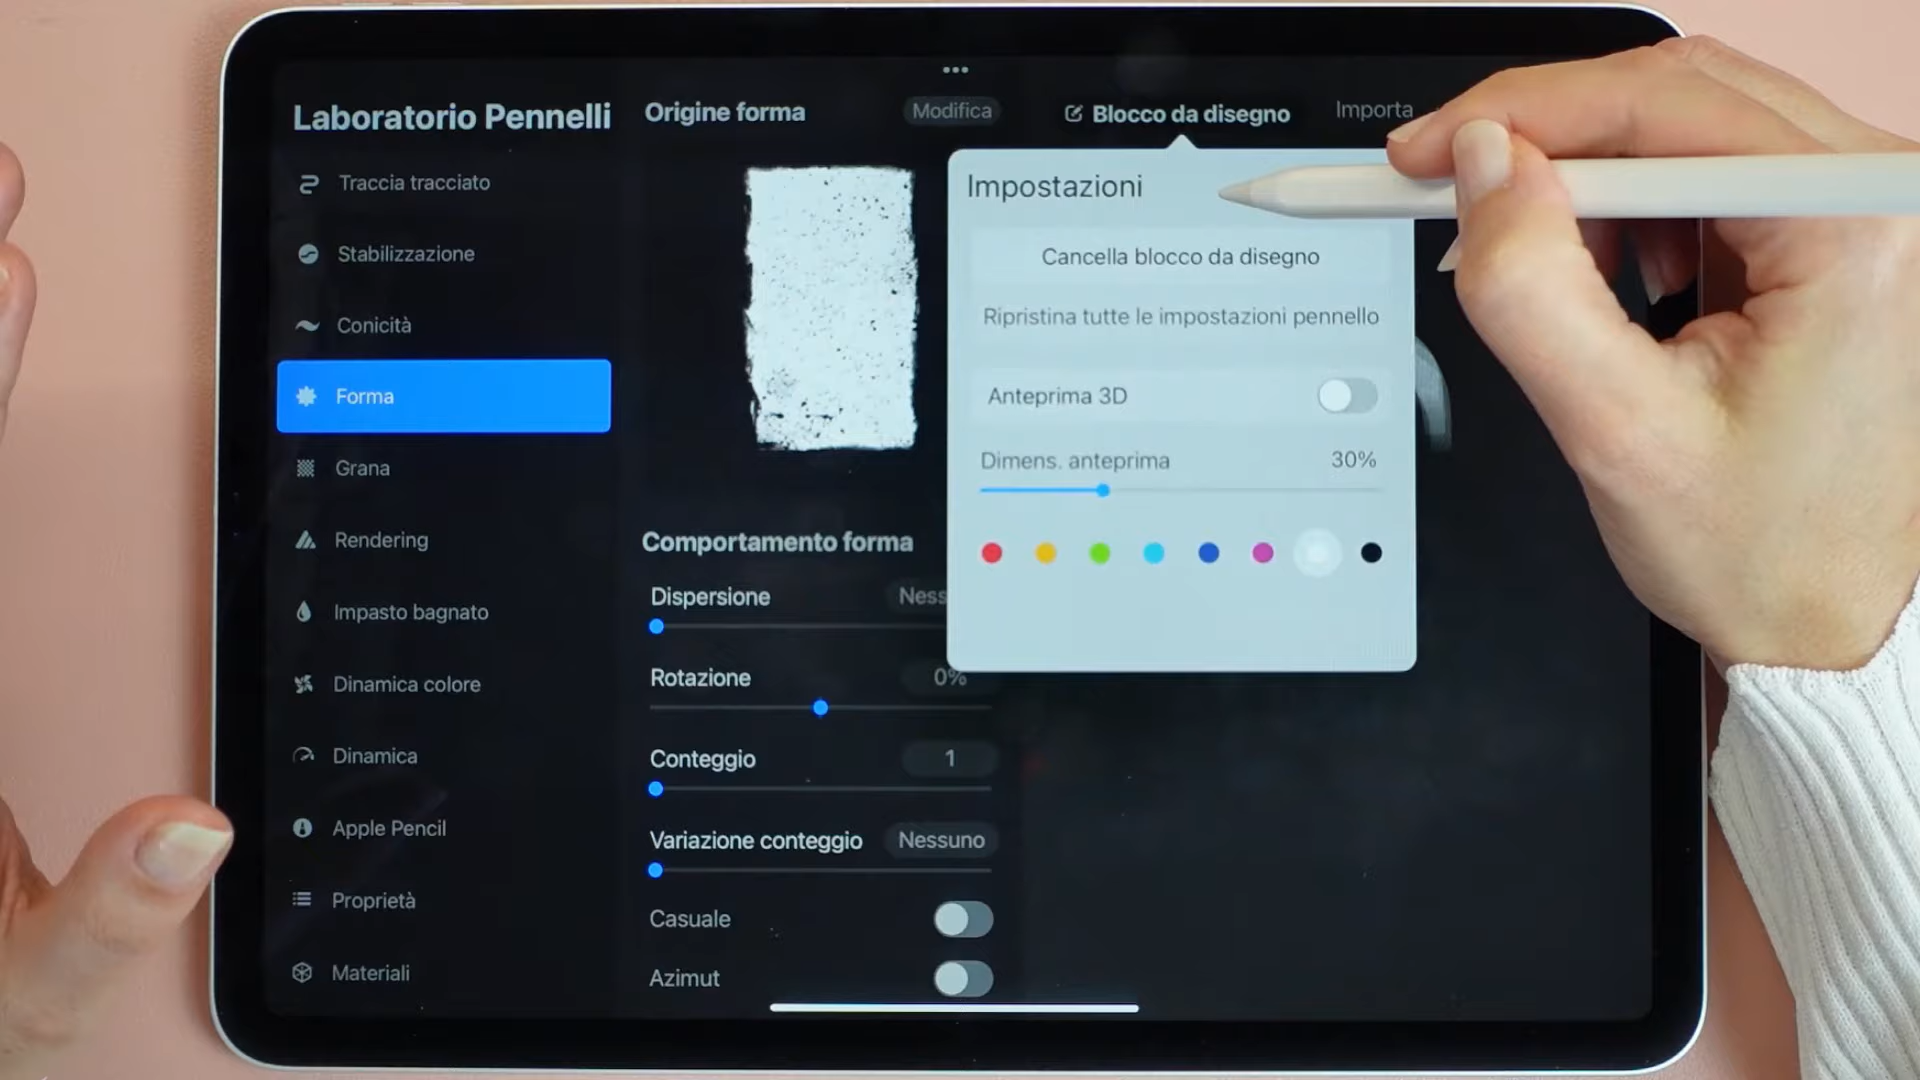 Laboratorio Pennelli
Traccia tracciato
Stabilizzazione
Conicità
Forma
Grana
Rendering
Impasto bagnato
Dinamica colore
Dinamica
Apple Pencil
Proprietà
Materiali
Origine forma
Modifica
Comportamento forma
Dispersione
Ness
Rotazione
0%
Conteggio
1
Variazione conteggio
Nessuno
Casuale
Azimut
Blocco da disegno
Importa
Impostazioni
Cancella blocco da disegno
Ripristina tutte le impostazioni pennello
Anteprima 3D
Dimens. anteprima
30%